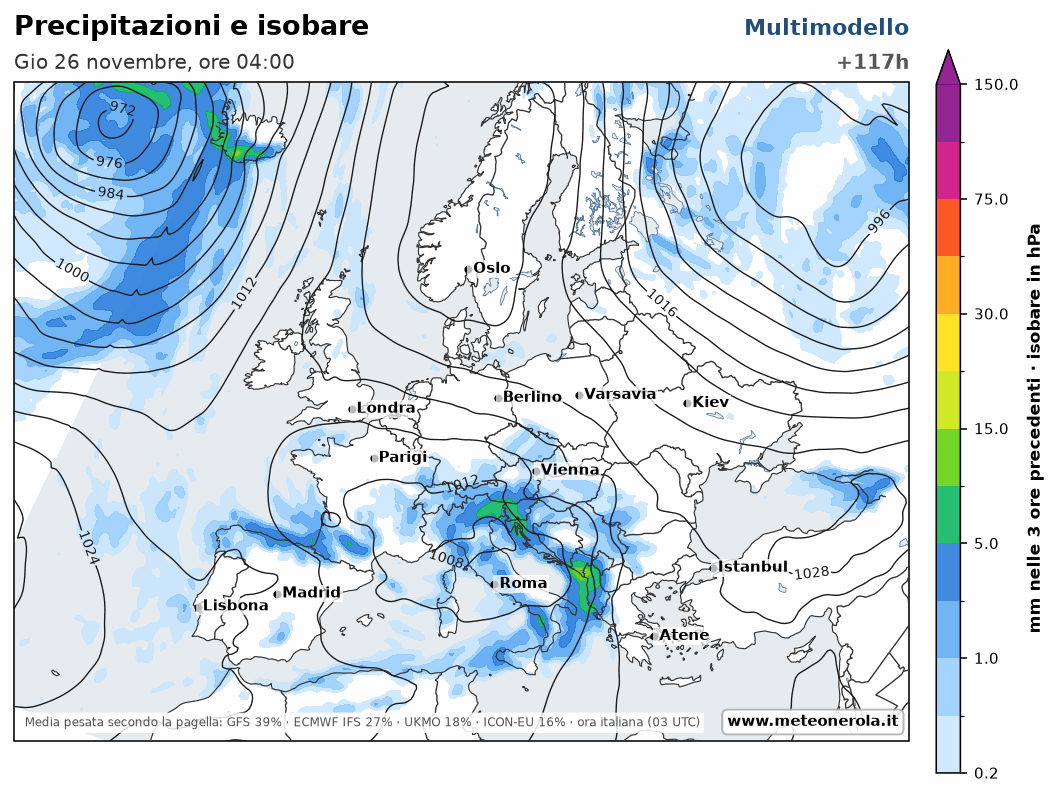 Precipitazioni e isobare
Multimodello
Gio 26 novembre, ore 04:00
+117h
972
976
984
1000
1012
996
1016
Oslo
Berlino
Varsavia
Kiev
Londra
Parigi
Vienna
1012
1024
1008
Roma
Istanbul
1028
Madrid
Lisbona
Atene
Media pesata secondo la pagella: GFS 39% · ECMWF IFS 27% · UKMO 18% · ICON-EU 16% · ora italiana (03 UTC)
www.meteonerola.it
150.0
75.0
30.0
15.0
5.0
1.0
0.2
mm nelle 3 ore precedenti · isobare in hPa